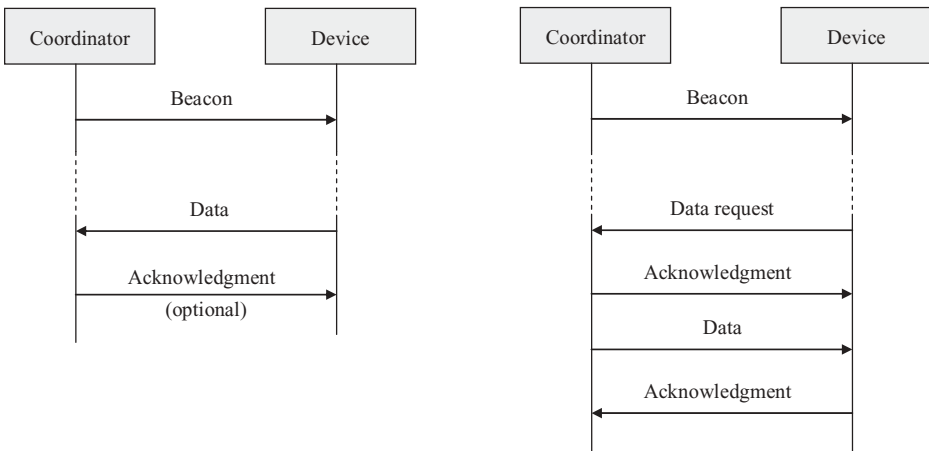 Coordinator
Device
Beacon
Data
Acknowledgment
(optional)
Coordinator
Device
Beacon
Data request
Acknowledgment
Data
Acknowledgment